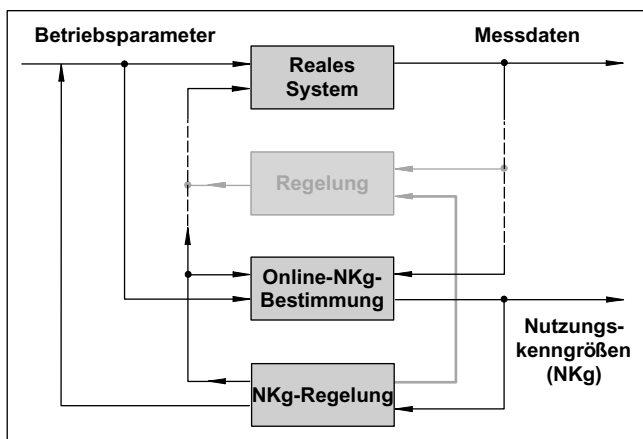 Betriebsparameter
Messdaten
Reales
System
Regelung
Online-NKg-
Bestimmung
Nutzungs-
kenngrößen
(NKg)
NKg-Regelung